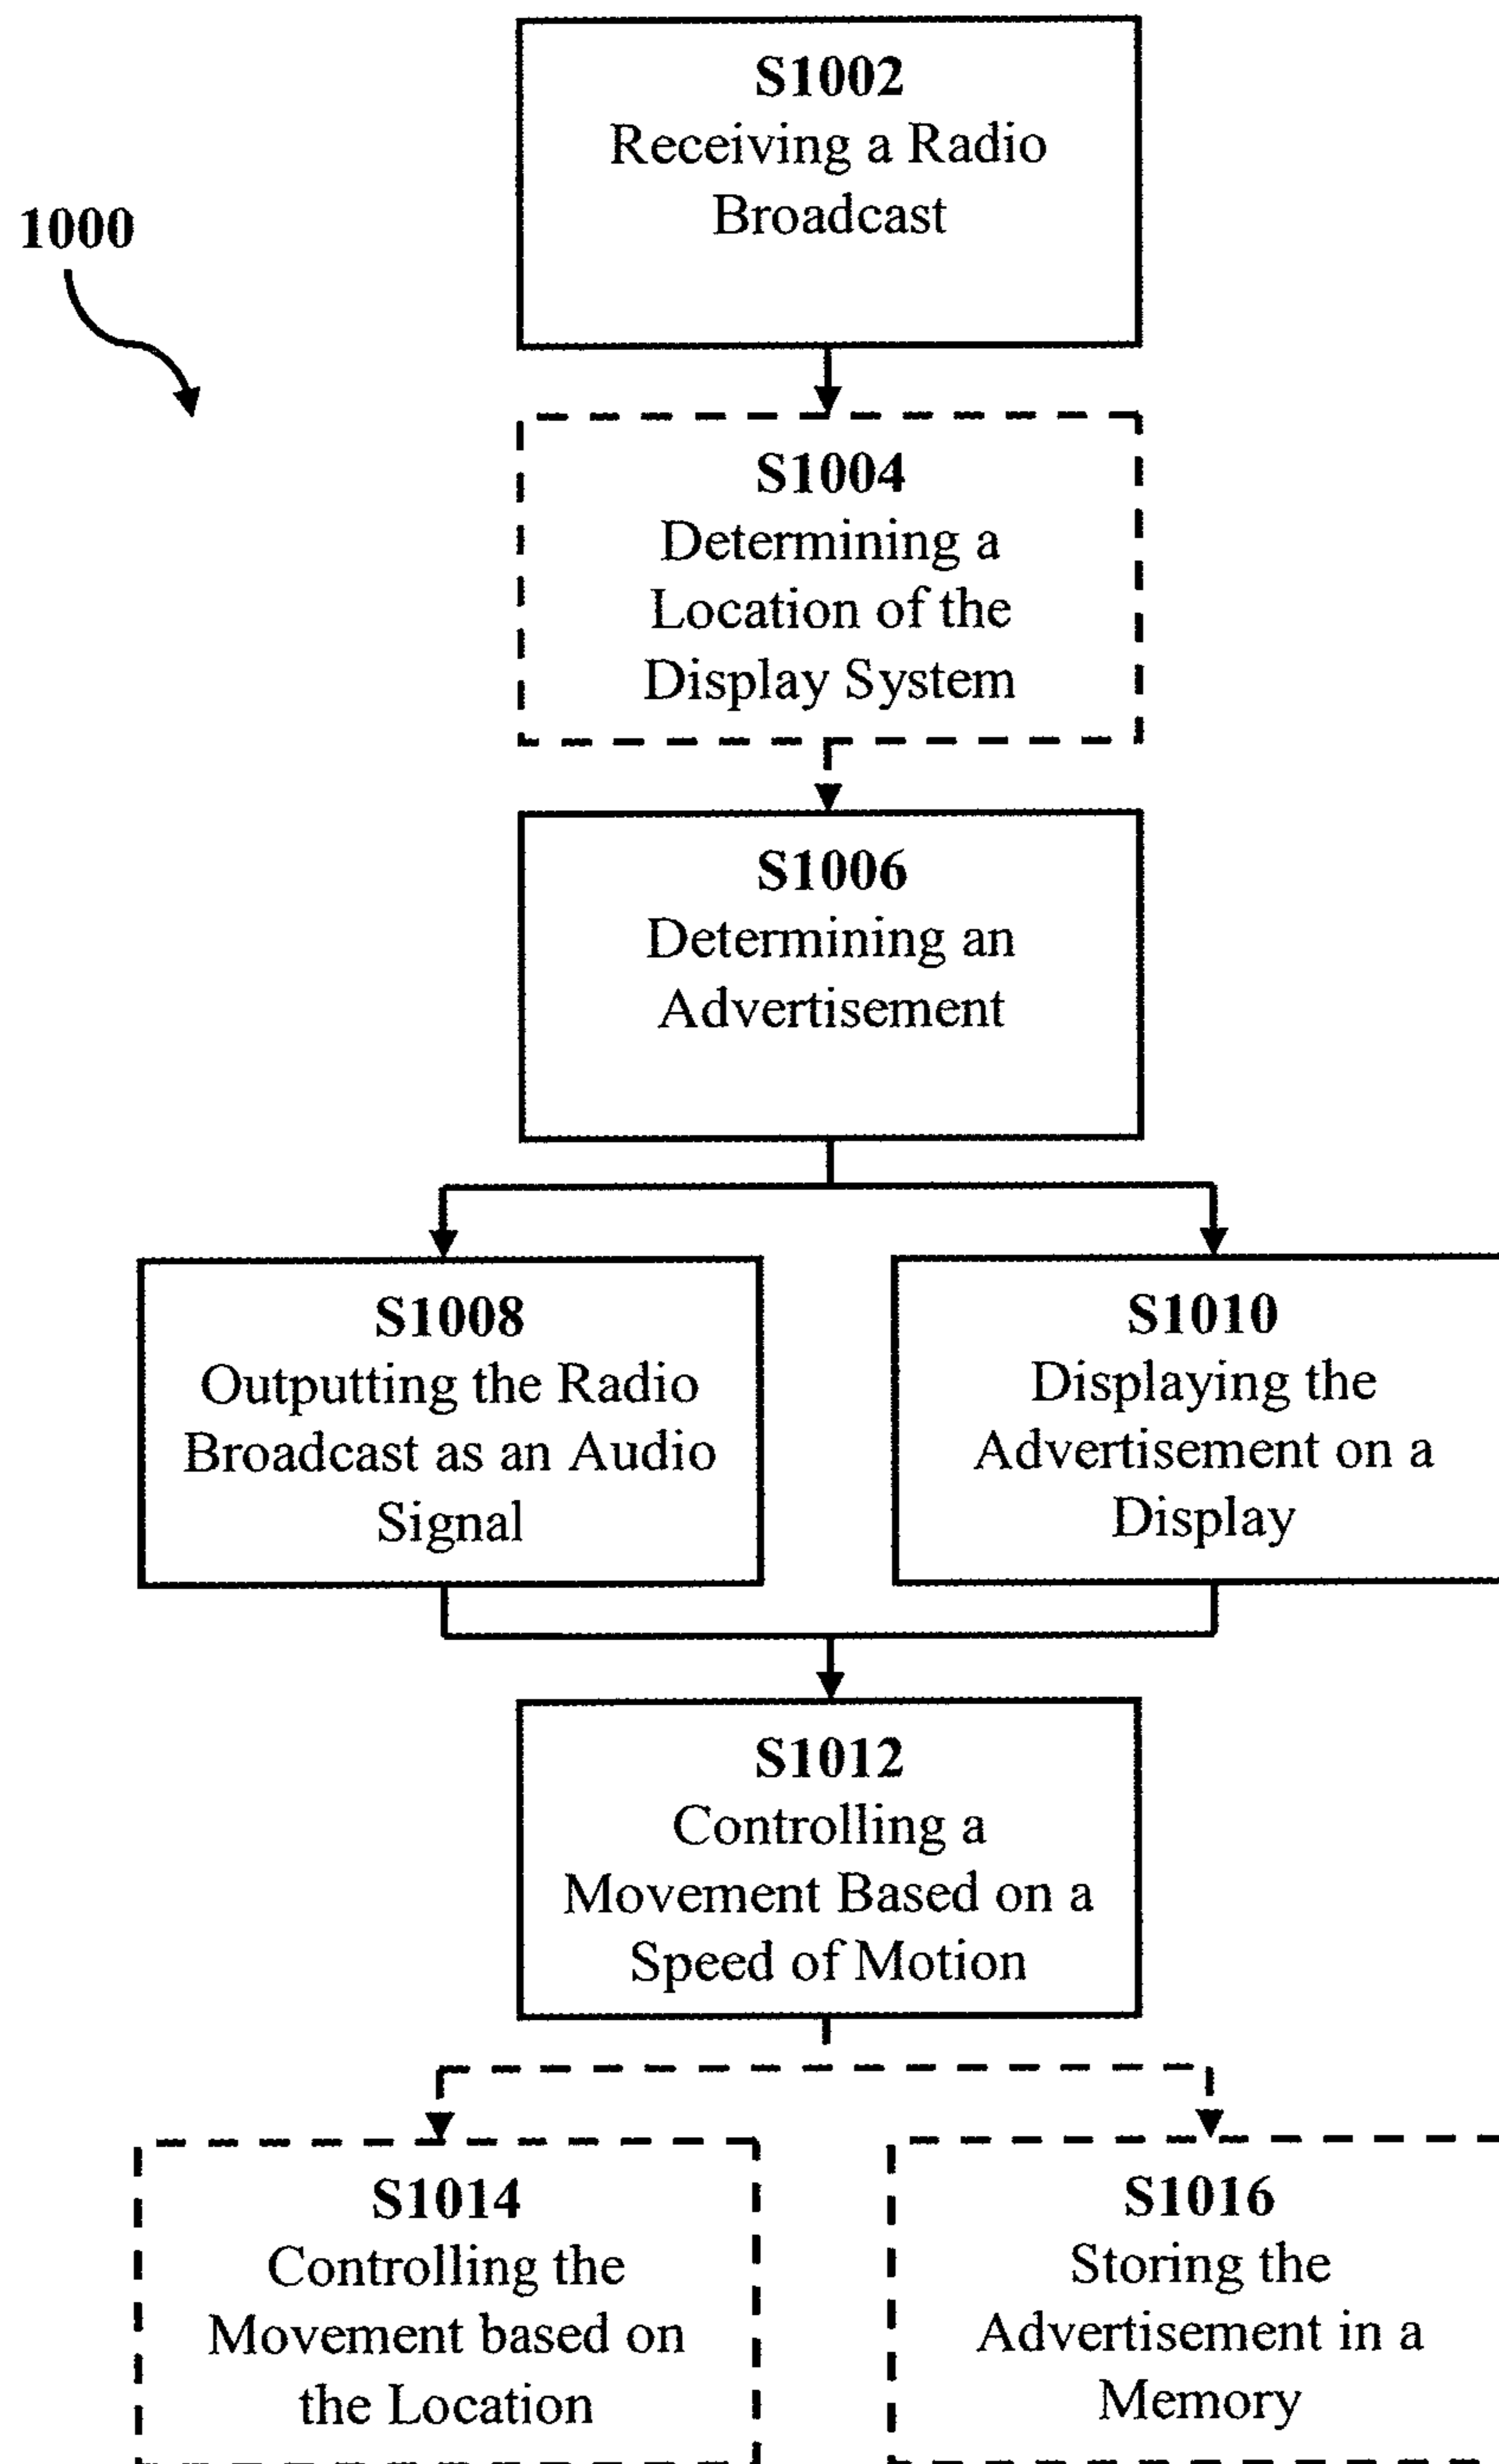 S1002
Receiving a Radio
Broadcast
1000
S1004
Determining a
Location of the
Display System
S1006
Determining an
Advertisement
S1008
Outputting the Radio
Broadcast as an Audio
Signal
S1010
Displaying the
Advertisement on a
Display
S1012
Controlling a
Movement Based on a
Speed of Motion
S1014
Controlling the
Movement based on
the Location
S1016
Storing the
Advertisement in a
Memory